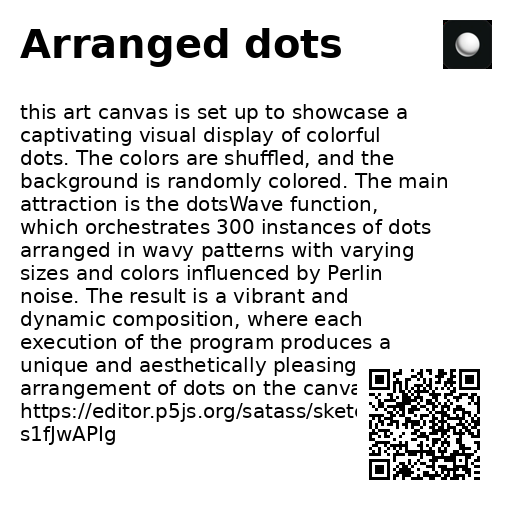 Arranged dots
this art canvas is set up to showcase a
captivating visual display of colorful
dots. The colors are shuffled, and the
background is randomly colored. The main
attraction is the dotsWave function,
which orchestrates 300 instances of dots
arranged in wavy patterns with varying
sizes and colors influenced by Perlin
noise. The result is a vibrant and
dynamic composition, where each
execution of the program produces a
unique and aesthetically pleasing
arrangement of dots on the canva
https://editor.p5js.org/satass/sketc
s1fJwAPIg